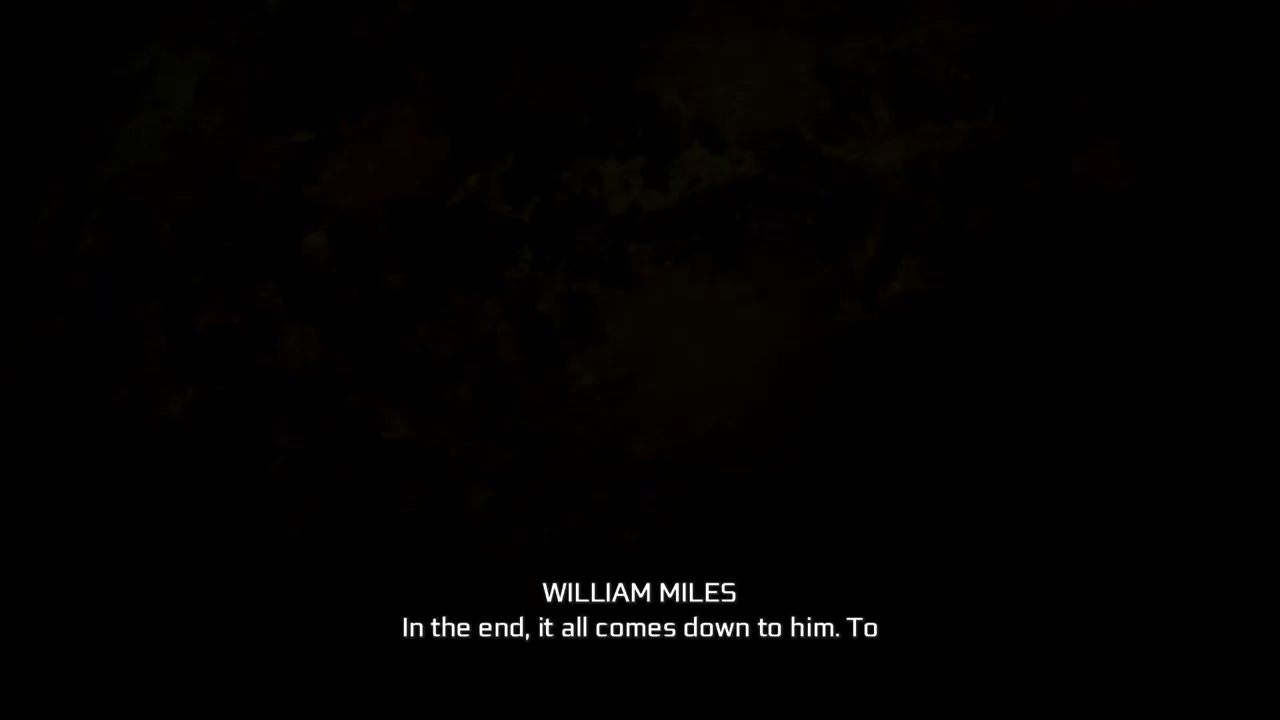 WILLIAM MILES
In the end, it all comes down to him. To